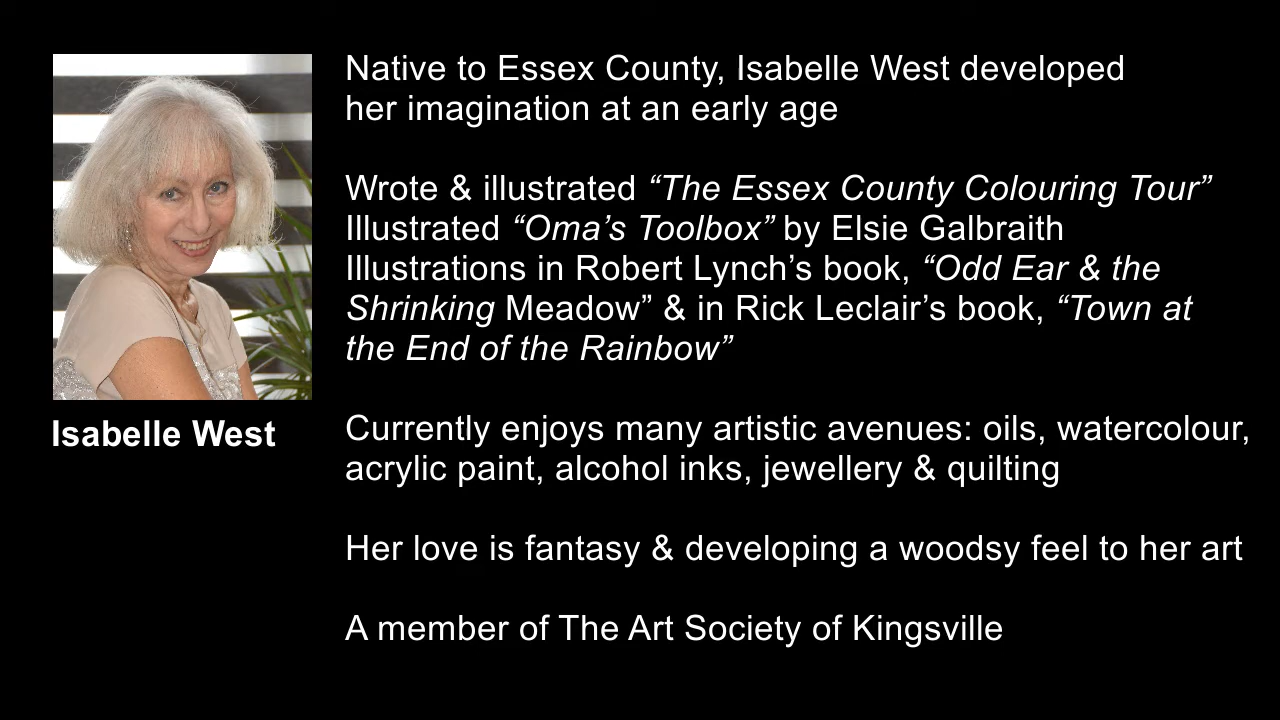 Native to Essex County, Isabelle West developed
her imagination at an early age
Wrote & illustrated “The Essex County Colouring Tour”
Illustrated “Oma’s Toolbox” by Elsie Galbraith
Illustrations in Robert Lynch’s book, “Odd Ear & the
Shrinking Meadow” & in Rick Leclair’s book, “Town at
the End of the Rainbow”
Isabelle West
Currently enjoys many artistic avenues: oils, watercolour,
acrylic paint, alcohol inks, jewellery & quilting
Her love is fantasy & developing a woodsy feel to her art
A member of The Art Society of Kingsville